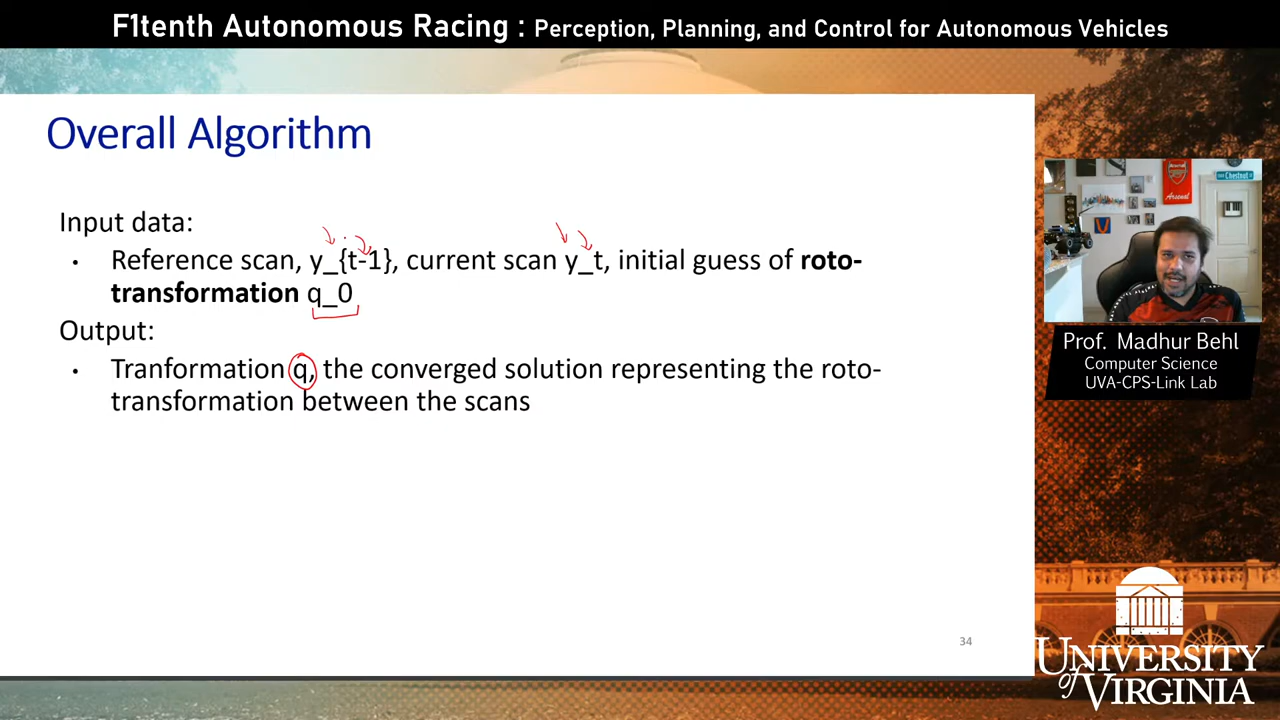 F1tenth Autonomous Racing : Perception, Planning, and Control for Autonomous Vehicles
Overall Algorithm
Input data:
• Reference scan, y_{t-1}, current scan y_t, initial guess of roto-
transformation q_0
Output:
• Tranformation q, the converged solution representing the roto-
transformation between the scans
34
Chestnut
Arsenal
Prof. Madhur Behl
Computer Science
UVA-CPS-Link Lab
UNIVERSITY
of VIRGINIA